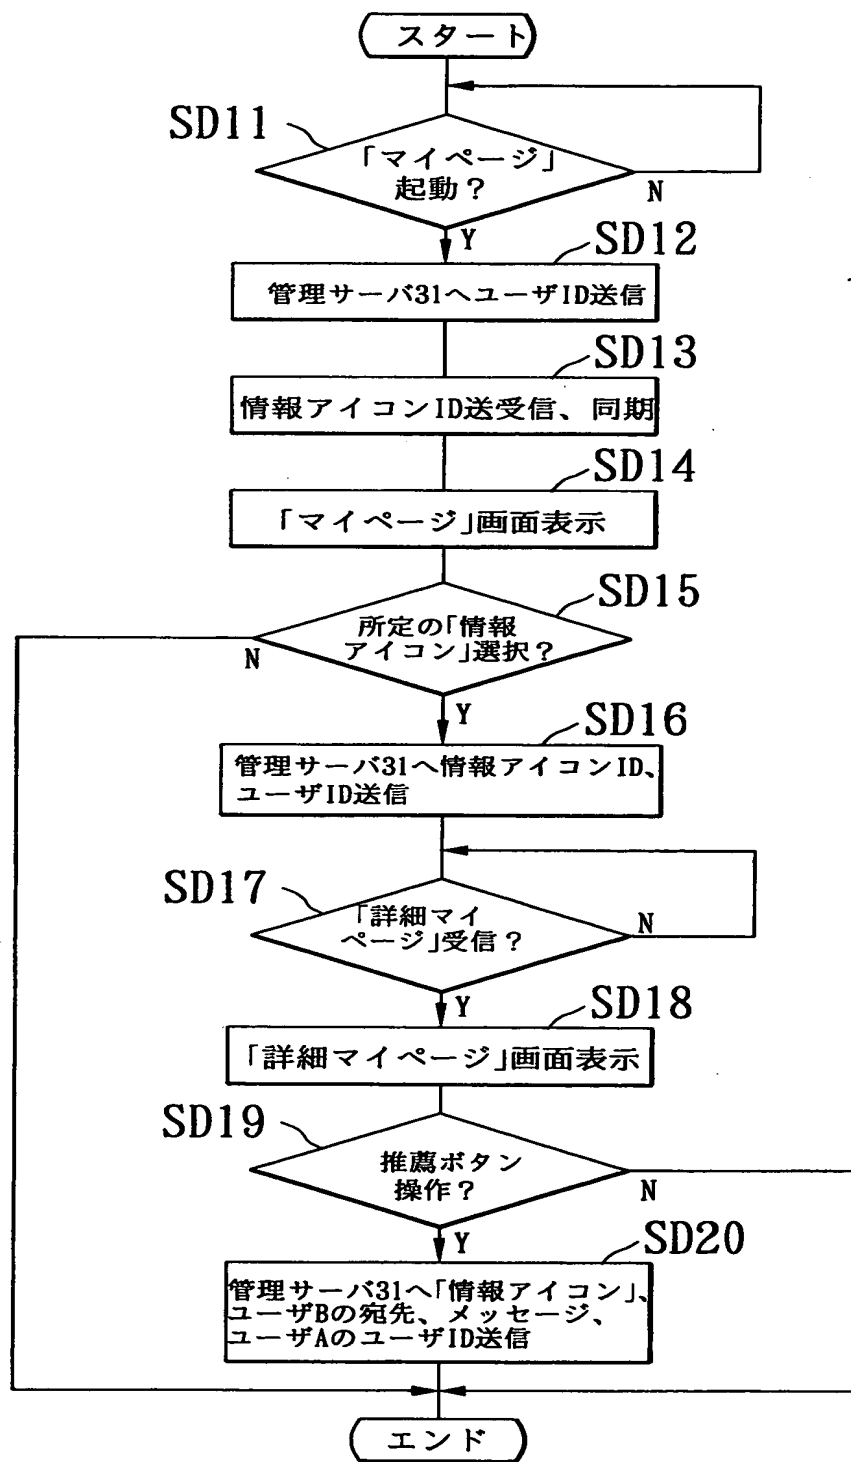 スタート
SD11
「マイページ」
起動？
N
Y
SD12
管理サーバ31へユーザID送信
SD13
情報アイコンID送受信、同期
SD14
「マイページ」画面表示
SD15
所定の「情報
アイコン」選択？
N
Y
SD16
管理サーバ31へ情報アイコンID、
ユーザID送信
SD17
「詳細マイ
ページ」受信？
N
Y
SD18
「詳細マイページ」画面表示
SD19
推薦ボタン
操作？
N
Y
SD20
管理サーバ31へ「情報アイコン」、
ユーザBの宛先、メッセージ、
ユーザAのユーザID送信
エンド